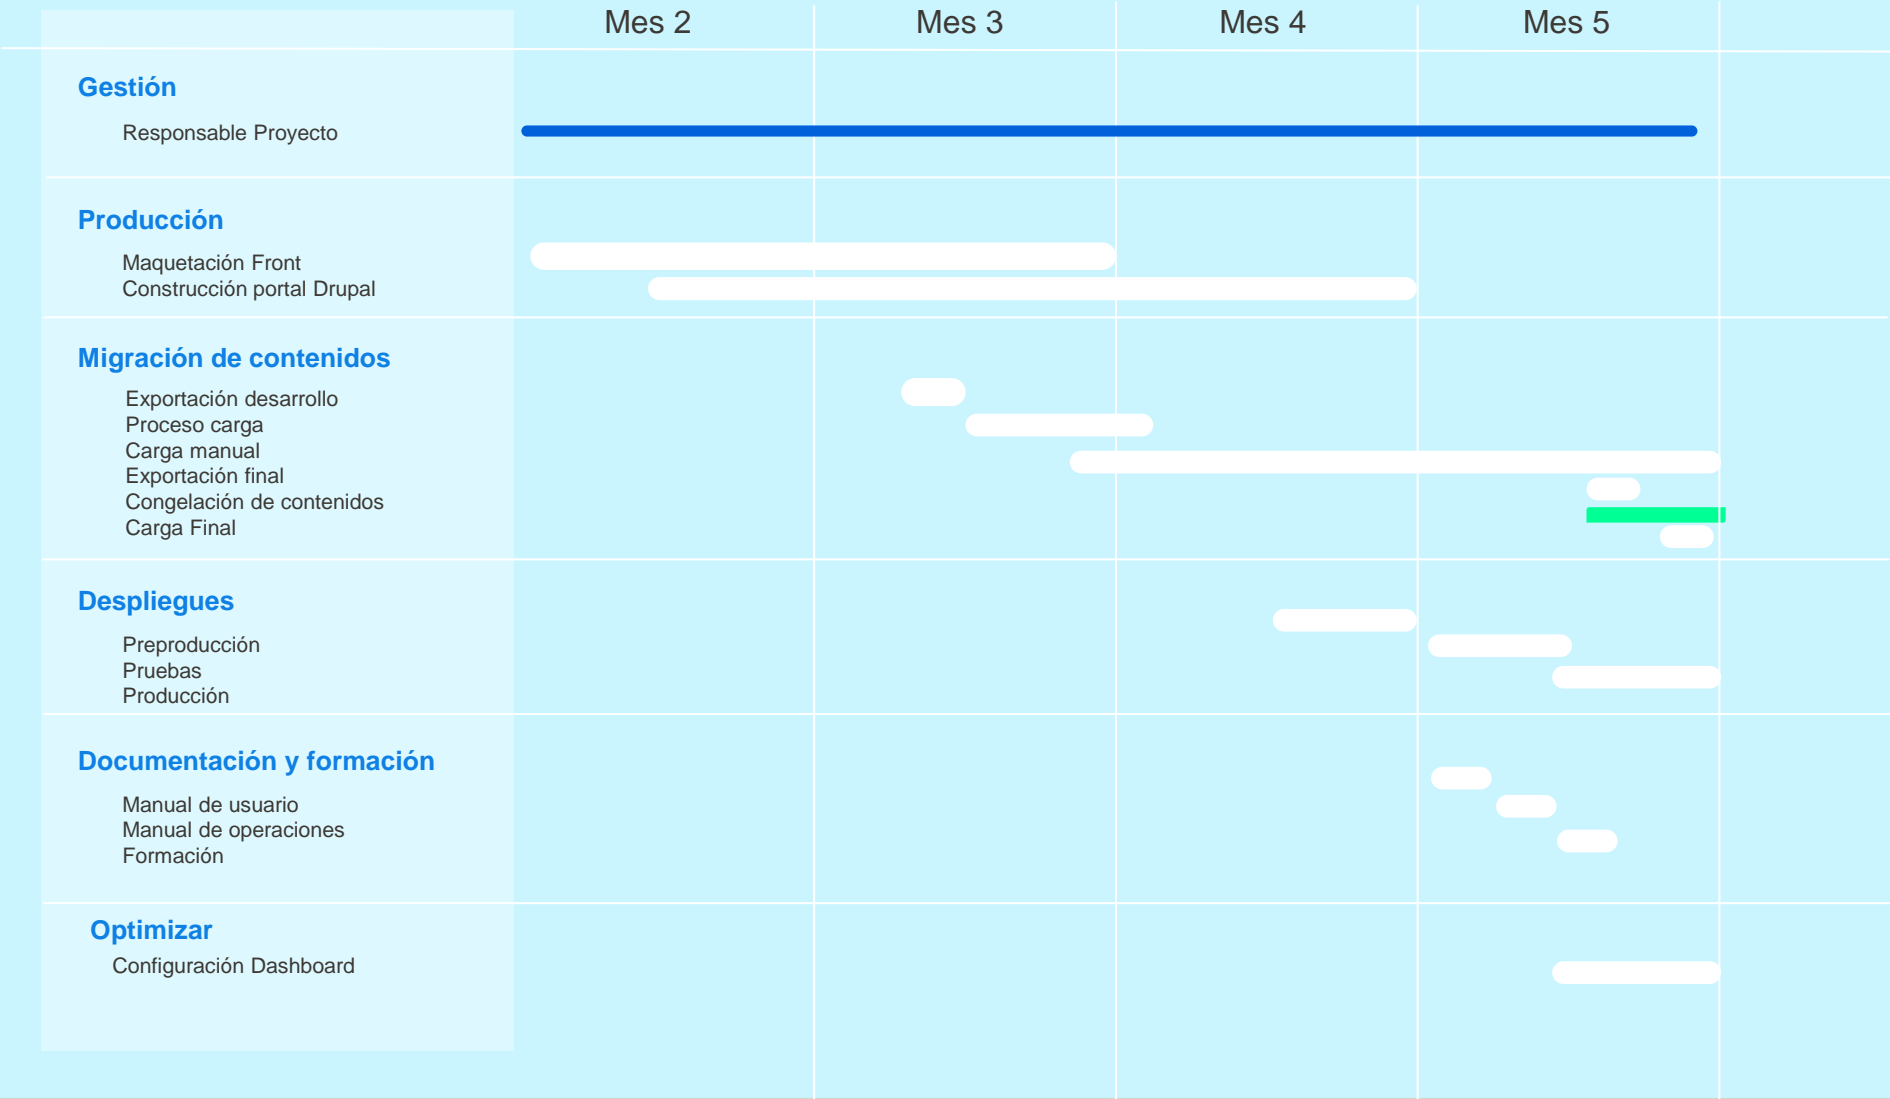 Mes 2 Mes 3 Mes 4 Mes 5
Gestión
Responsable Proyecto
Producción
Maquetación Front
Construcción portal Drupal
Migración de contenidos
Exportación desarrollo
Proceso carga
Carga manual
Exportación final
Congelación de contenidos
Carga Final
Despliegues
Preproducción
Pruebas
Producción
Documentación y formación
Manual de usuario
Manual de operaciones
Formación
Optimizar
Configuración Dashboard